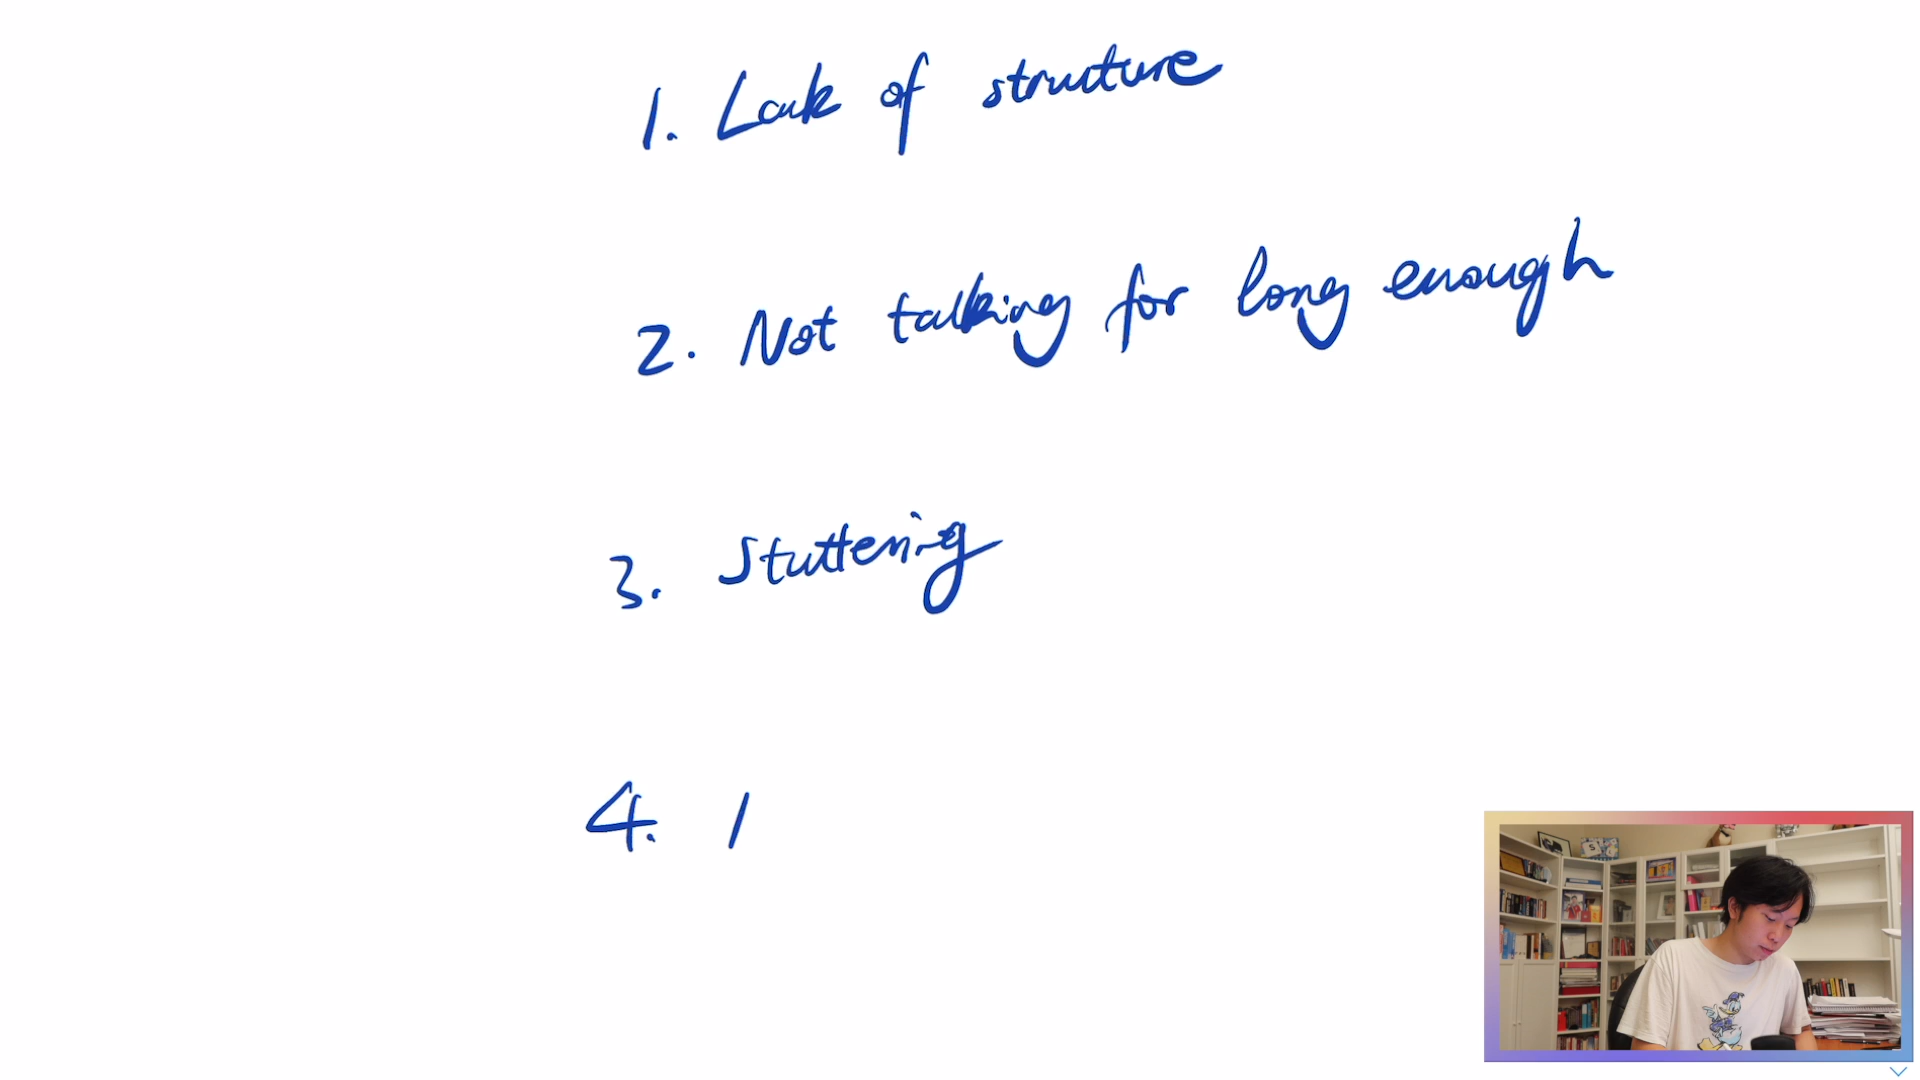 1. Lack of structure
2. Not talking for long enough
3. Stuttering
4.